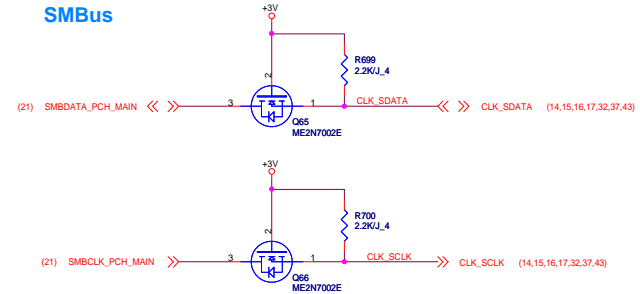 SMBus
+3V
R699
2.2K/J_4
2
(21) SMBDATA_PCH_MAIN 3 1 CLK_SDATA CLK_SDATA (14,15,16,17,32,37,43)
Q65
ME2N7002E
+3V
R700
2.2K/J_4
2
(21) SMBCLK_PCH_MAIN 3 1 CLK_SCLK CLK_SCLK (14,15,16,17,32,37,43)
Q66
ME2N7002E